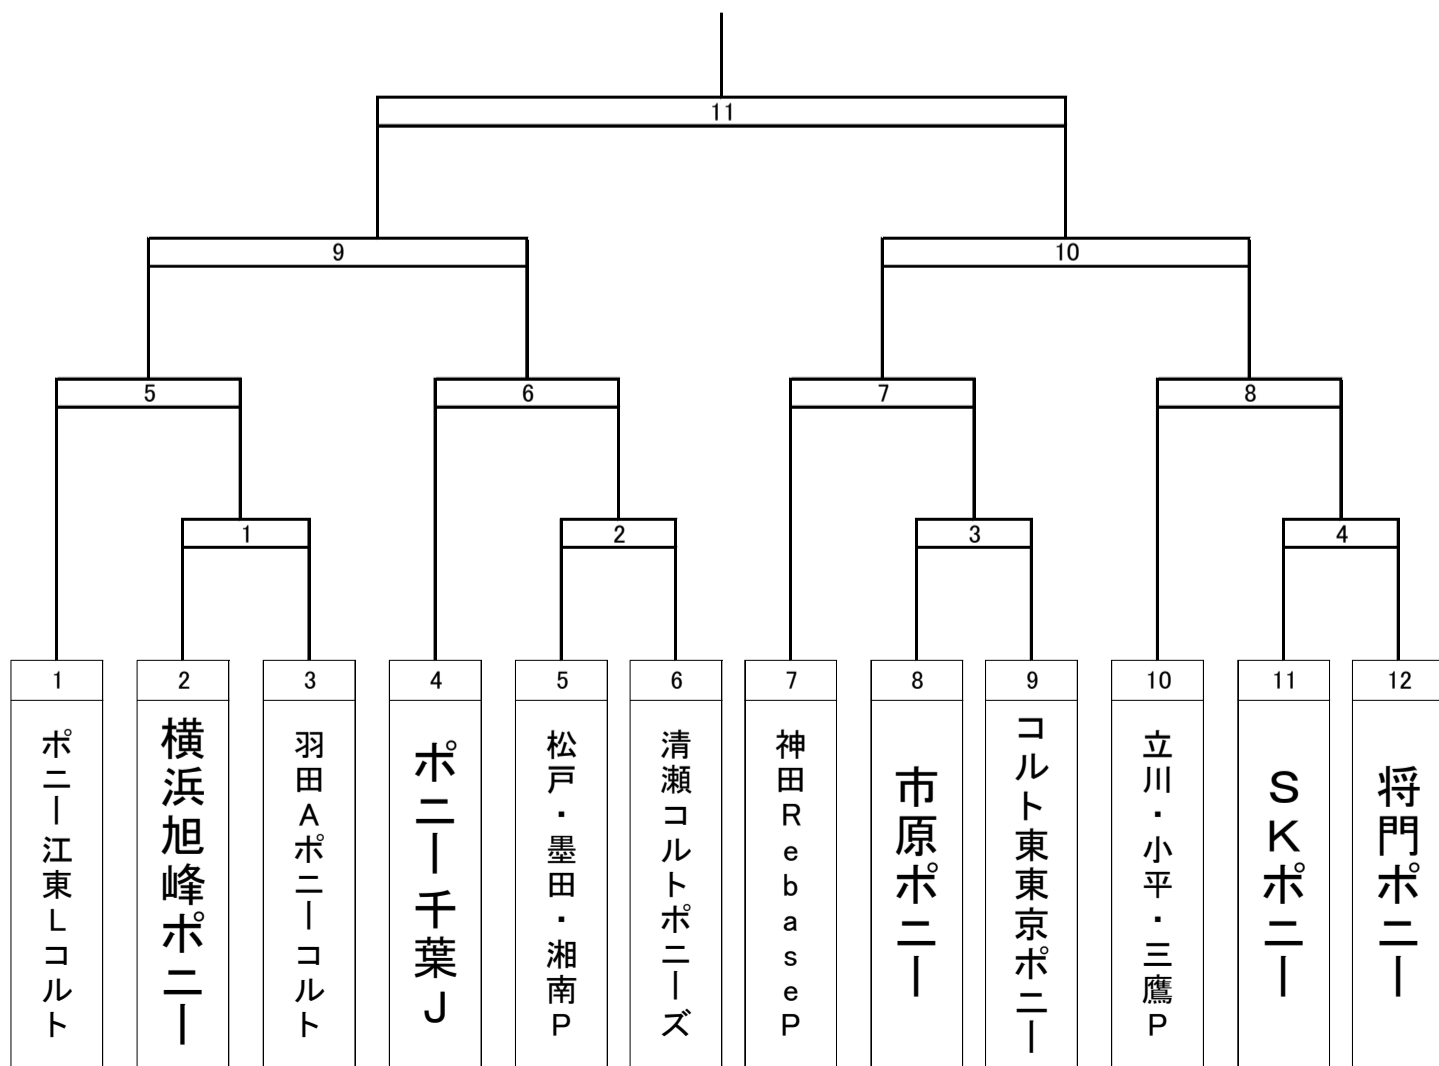 11
9
10
5
6
7
8
1
2
3
4
1
2
3
4
5
6
7
8
9
10
11
12
ポニー江東Lコルト
横浜旭峰ポニー
羽田Aポニーコルト
ポニー千葉J
松戸・墨田・湘南P
清瀬コルトポニーズ
神田RebaseP
市原ポニー
コルト東東京ポニー
立川・小平・三鷹P
SKポニー
将門ポニー